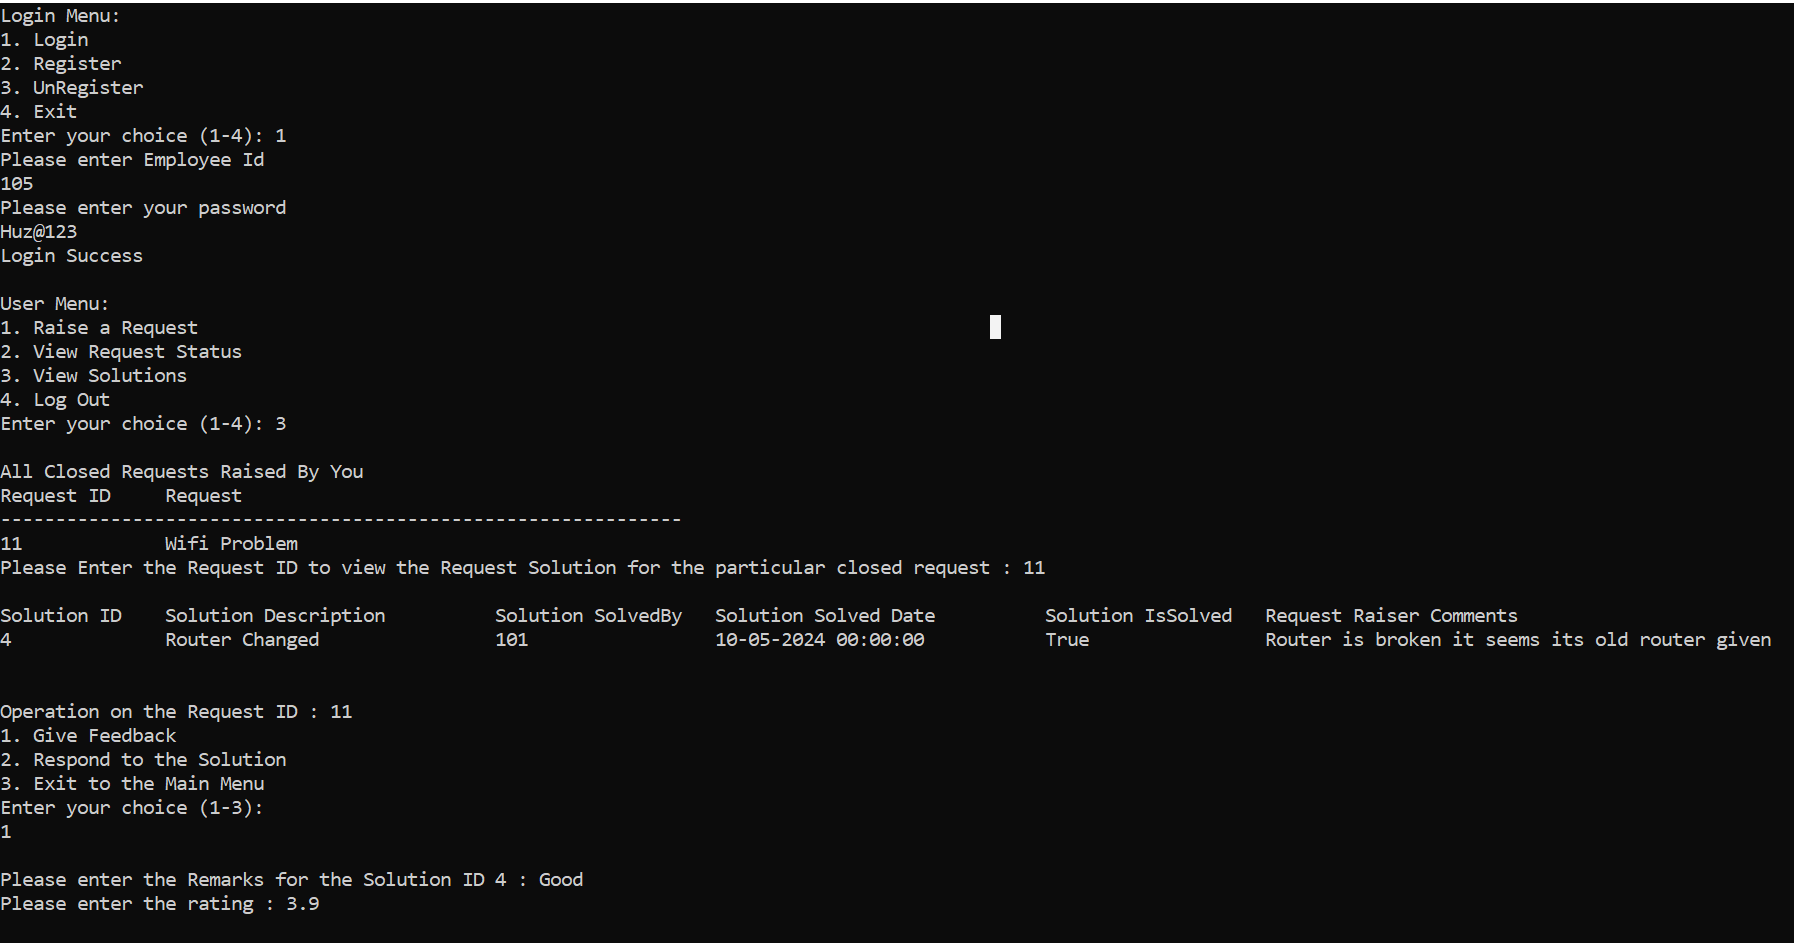 Login Menu:
1. Login
2. Register
3. UnRegister
4. Exit
Enter your choice (1-4): 1
Please enter Employee Id
105
Please enter your password
Huz@123
Login Success
User Menu:
1. Raise a Request
2. View Request Status
3. View Solutions
4. Log Out
Enter your choice (1-4): 3
All Closed Requests Raised By You
Request ID     Request
--------------------------------------------------------------
11             Wifi Problem
Please Enter the Request ID to view the Request Solution for the particular closed request : 11
Solution ID    Solution Description          Solution SolvedBy   Solution Solved Date          Solution IsSolved   Request Raiser Comments
4              Router Changed                101                 10-05-2024 00:00:00           True                Router is broken it seems its old router given
Operation on the Request ID : 11
1. Give Feedback
2. Respond to the Solution
3. Exit to the Main Menu
Enter your choice (1-3):
1
Please enter the Remarks for the Solution ID 4 : Good
Please enter the rating : 3.9